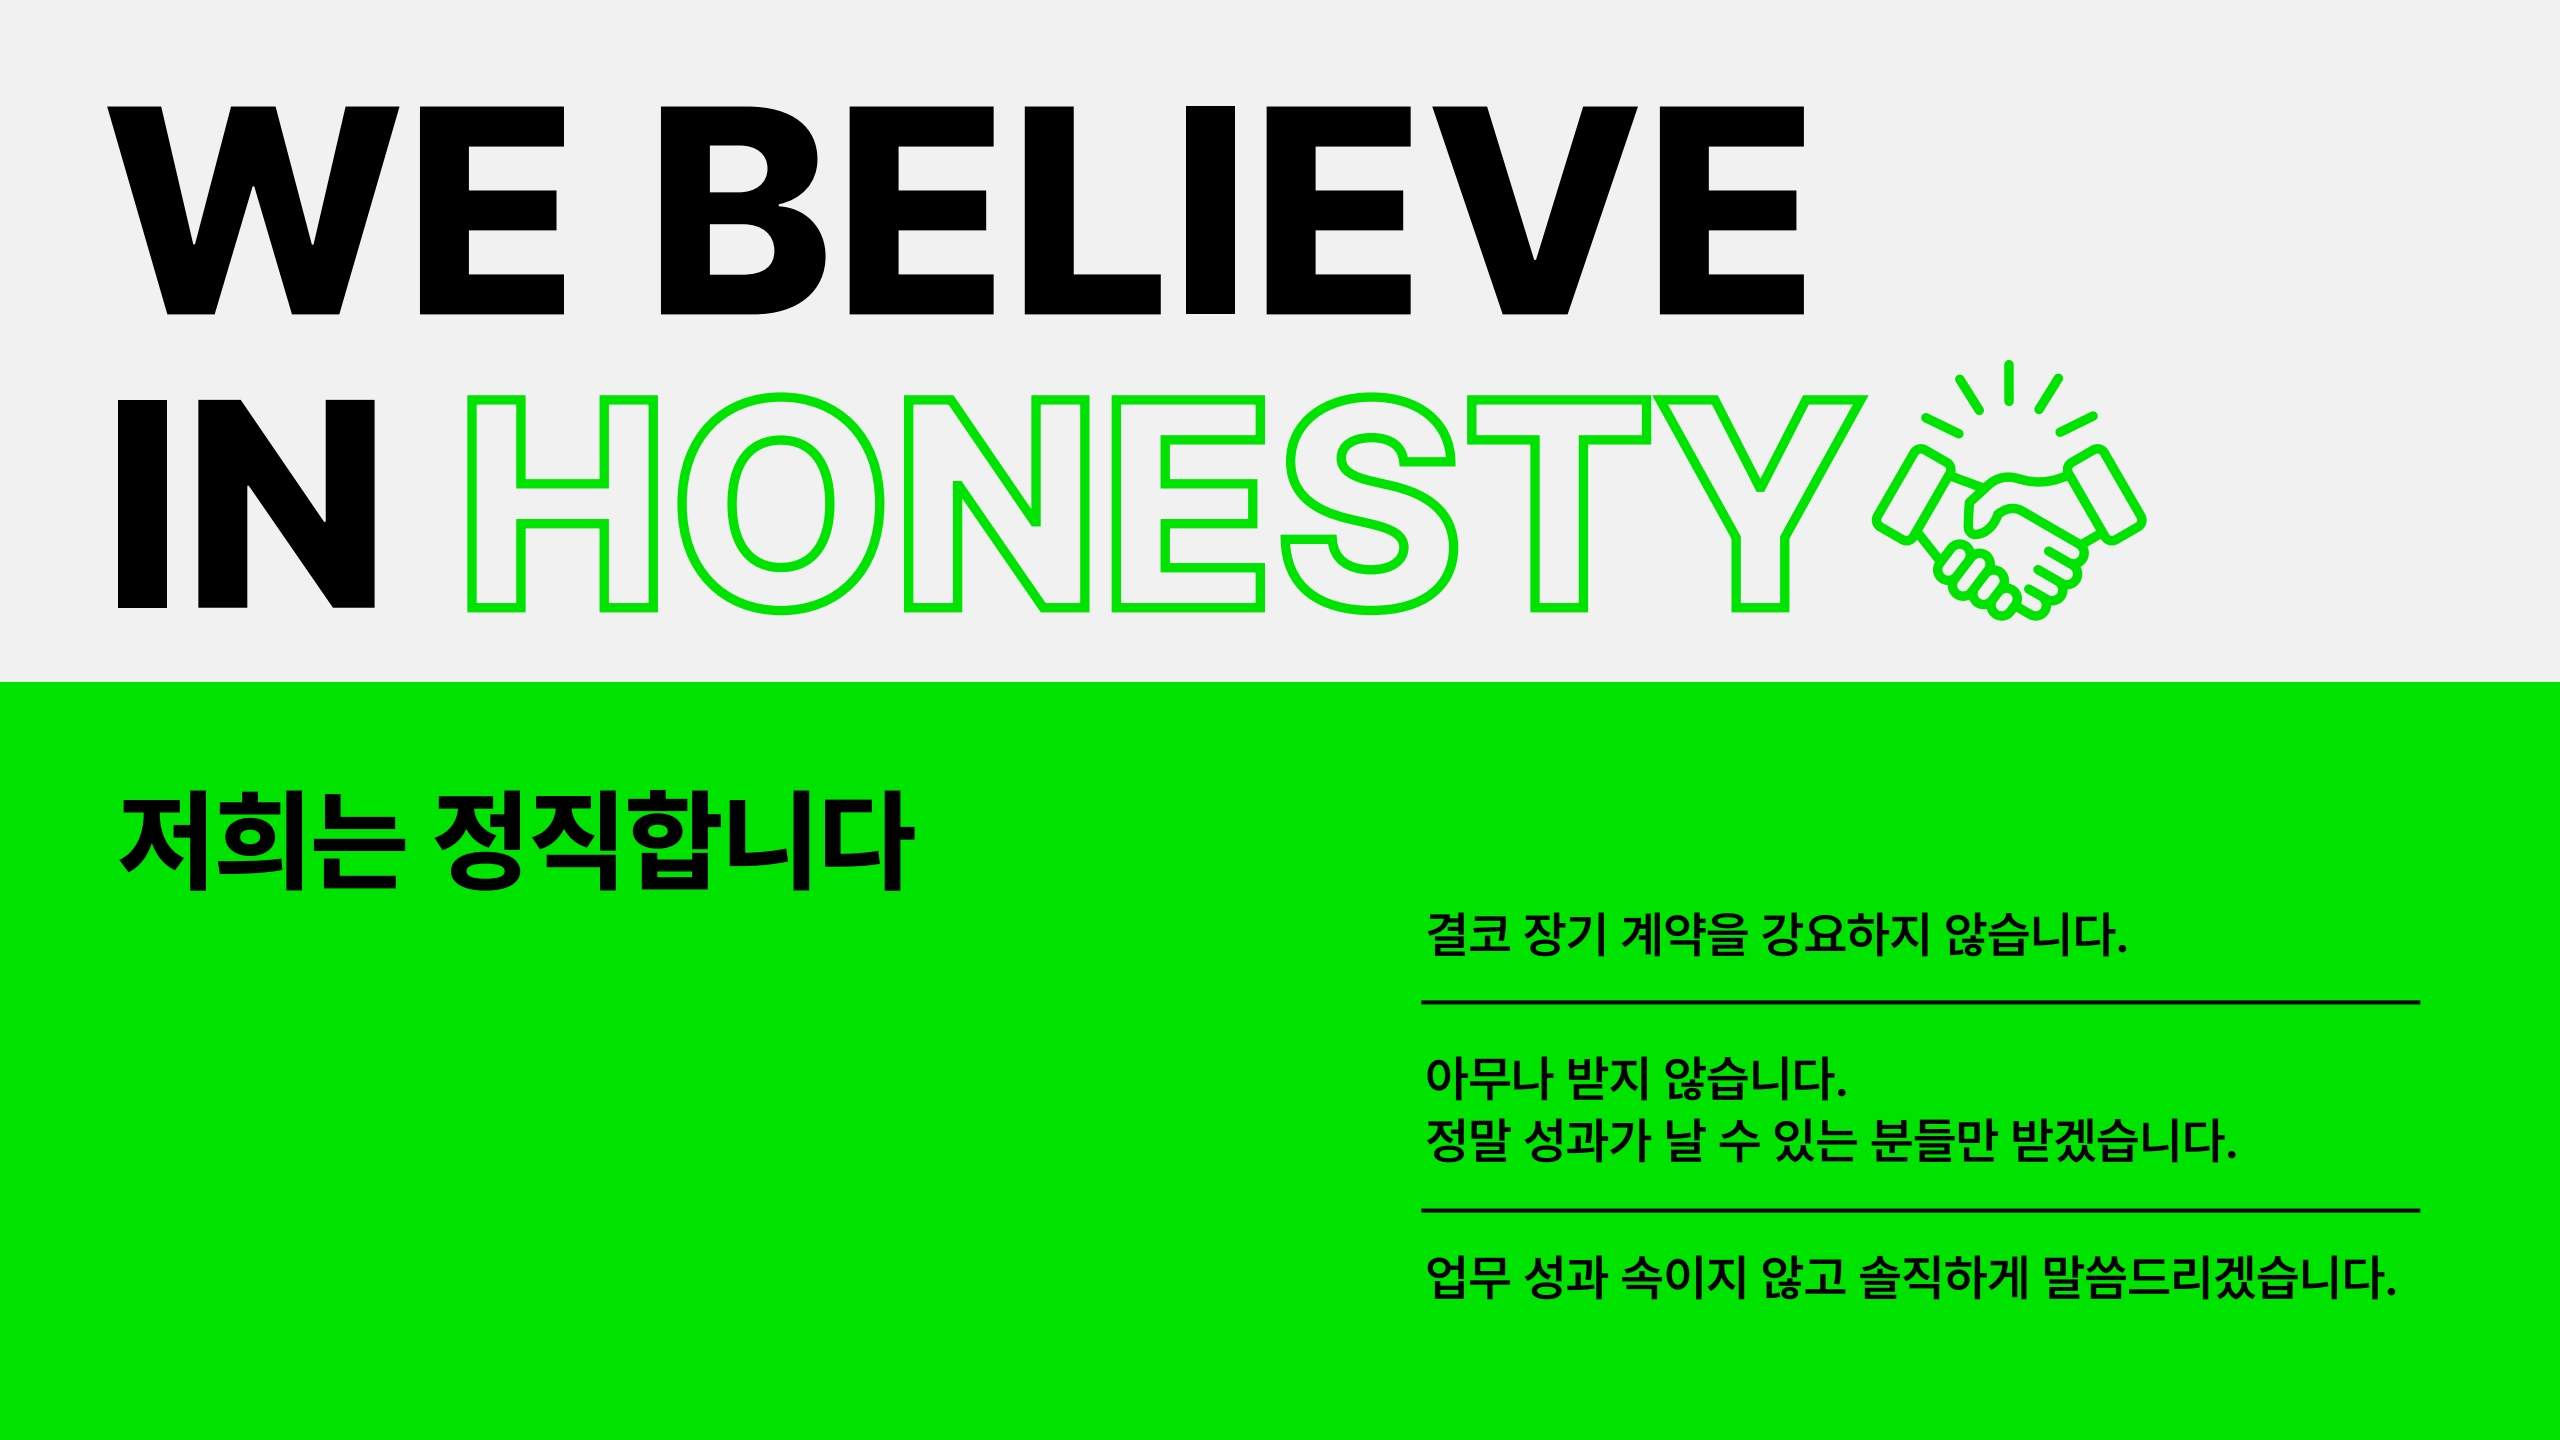 WE BELIEVE
IN HONESTY
저희는 정직합니다
결코 장기 계약을 강요하지 않습니다.
아무나 받지 않습니다.
정말 성과가 날 수 있는 분들만 받겠습니다.
업무 성과 속이지 않고 솔직하게 말씀드리겠습니다.